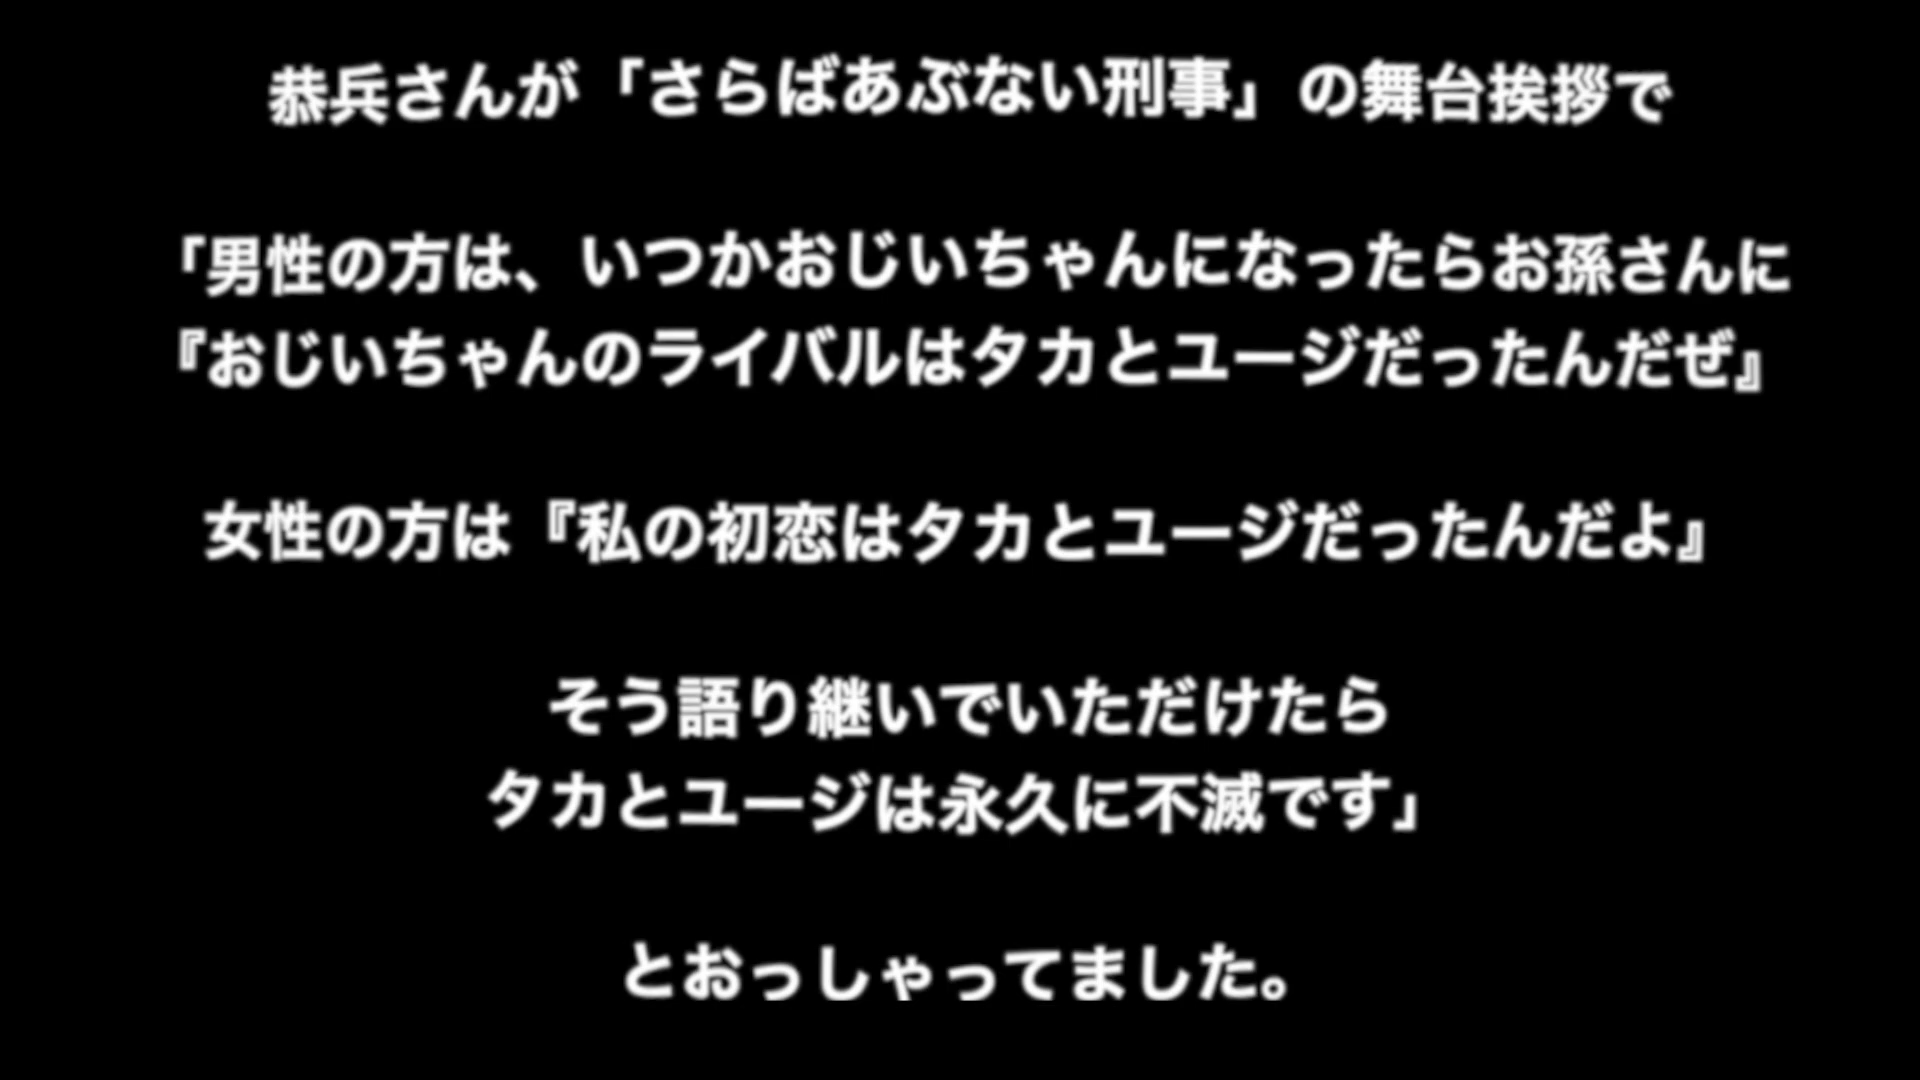 恭兵さんが「さらばあぶない刑事」の舞台挨拶で
「男性の方は、いつかおじいちゃんになったらお孫さんに
『おじいちゃんのライバルはタカとユージだったんだぜ』
女性の方は『私の初恋はタカとユージだったんだよ』
そう語り継いでいただけたら
タカとユージは永久に不滅です」
とおっしゃってました。